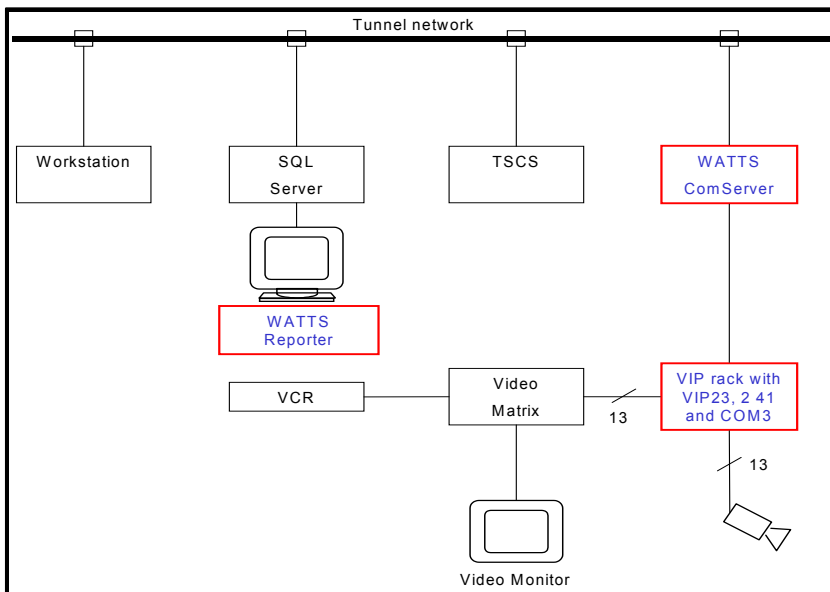 Tunnel network
Workstation
SQL
Server
TSCS
WATTS
ComServer
WATTS
Reporter
VCR
Video
Matrix
13
VIP rack with
VIP23, 2 41
and COM3
13
Video Monitor